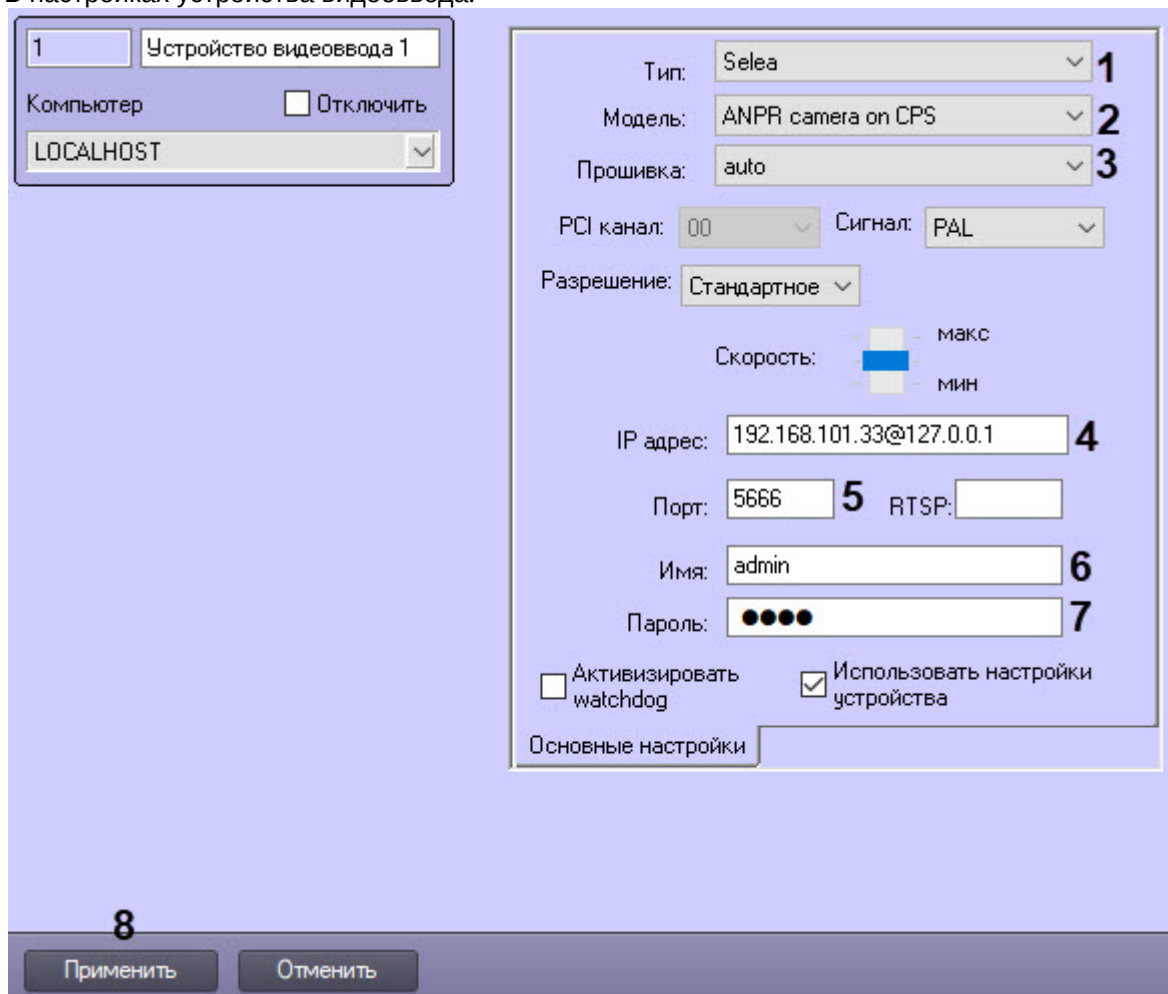 В настройках устройства видеоввода:
1 Устройство видеоввода 1
Компьютер Отключить
LOCALHOST
Тип: Selea 1
Модель: ANPR camera on CPS 2
Прошивка: auto 3
PCI канал: 00 Сигнал: PAL
Разрешение: Стандартное
макс
Скорость:
мин
IP адрес: 192.168.101.33@127.0.0.1 4
Порт: 5666 5 RTSP:
Имя: admin 6
Пароль: ●●●● 7
Активизировать watchdog
Использовать настройки устройства
Основные настройки
8
Применить Отменить